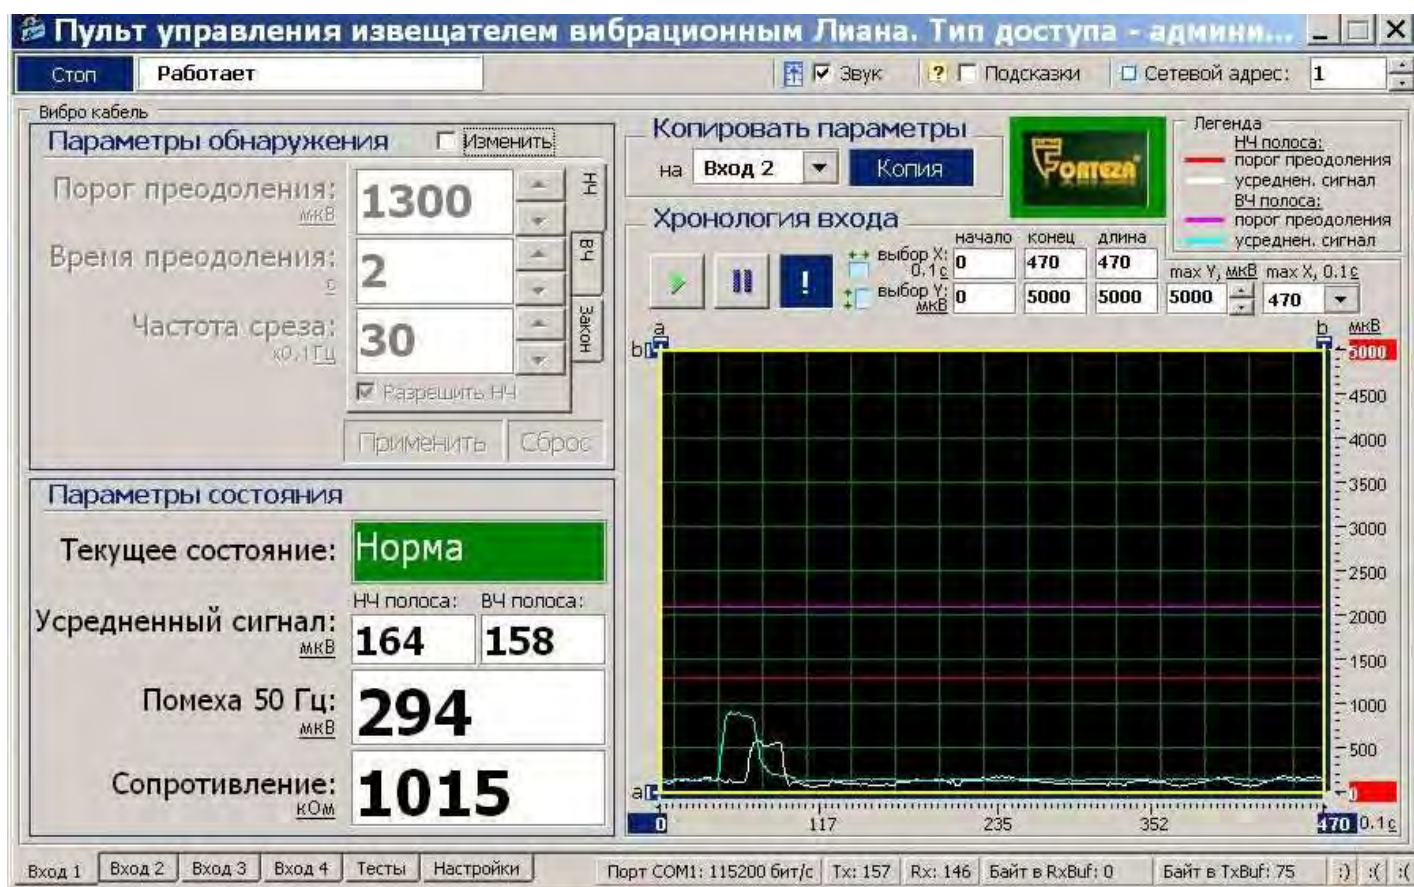 Пульт управления извещателем вибрационным Лиана. Тип доступа - админи...
Стоп Работает Звук ? Подсказки Сетевой адрес: 1
Вибро кабель
Параметры обнаружения Изменить
Порог преодоления: мкВ 1300
Время преодоления: с 2
Частота среза: x0,1Гц 30
Разрешить НЧ
НЧ
ВЧ
Закон
Применить Сброс
Параметры состояния
Текущее состояние: Норма
НЧ полоса: ВЧ полоса:
Усредненный сигнал: мкВ 164 158
Помеха 50 Гц: мкВ 294
Сопротивление: кОм 1015
Копировать параметры
на Вход 2 Копия
FORTEZA
Легенда
НЧ полоса:
порог преодоления
усреднен. сигнал
ВЧ полоса:
порог преодоления
усреднен. сигнал
Хронология входа
начало конец длина
выбор X: 0,1с 0 470 470
выбор Y: мкВ 0 5000 5000
max Y, мкВ max X, 0.1с
5000 470
a b мкВ
b 5000
4500
4000
3500
3000
2500
2000
1500
1000
500
a 0
0 117 235 352 470 0.1с
Вход 1 Вход 2 Вход 3 Вход 4 Тесты Настройки Порт COM1: 115200 бит/с Tx: 157 Rx: 146 Байт в RxBuf: 0 Байт в TxBuf: 75 :) :( :(